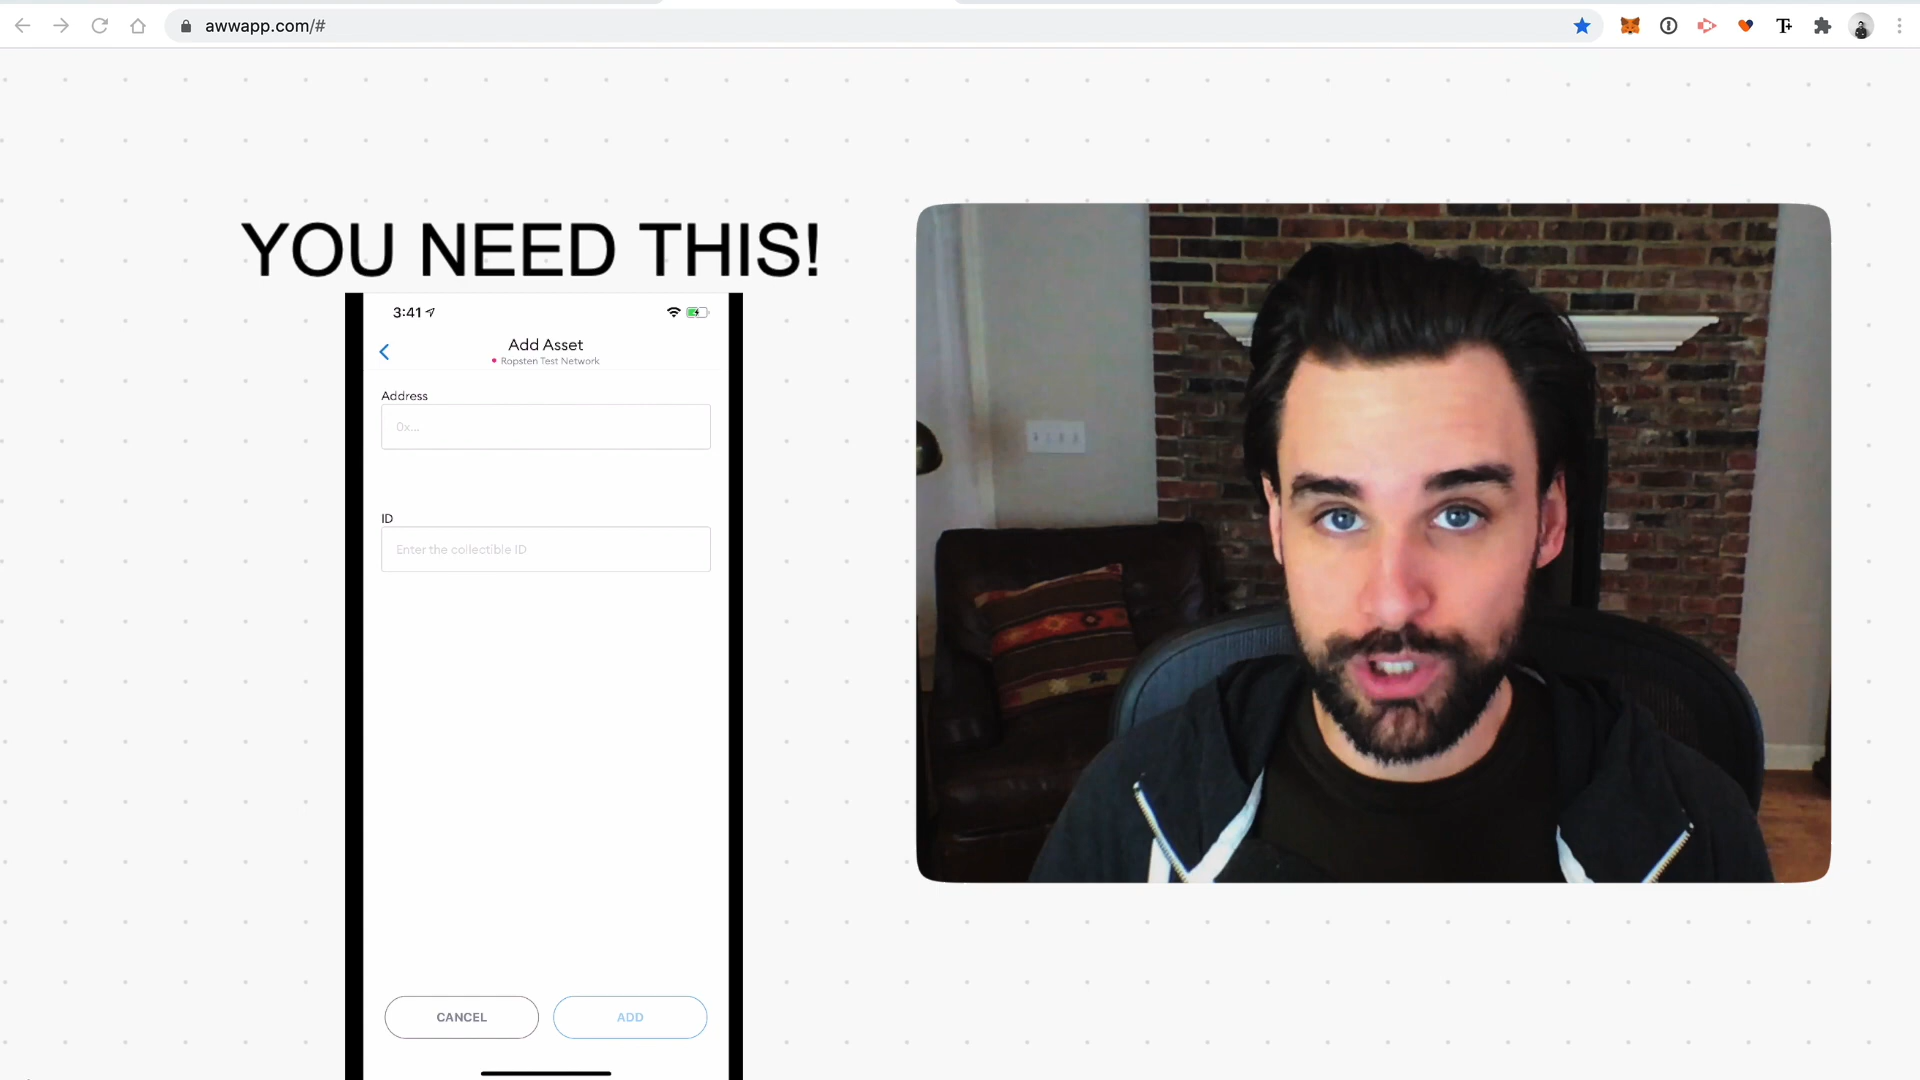 awwapp.com/#
YOU NEED THIS!
3:41
Add Asset
Ropsten Test Network
Address
0x...
ID
Enter the collectible ID
CANCEL
ADD